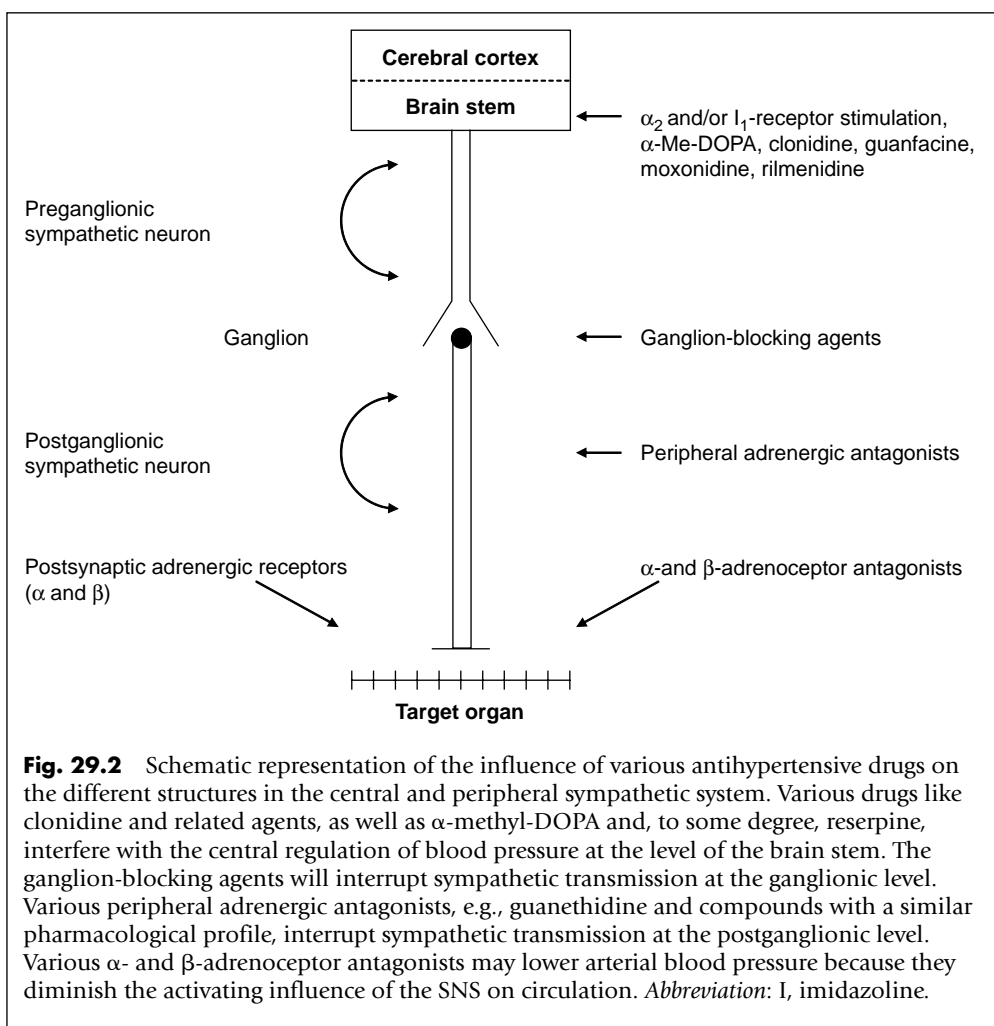 Cerebral cortex
Brain stem
α₂ and/or I₁-receptor stimulation,
α-Me-DOPA, clonidine, guanfacine,
moxonidine, rilmenidine
Preganglionic
sympathetic neuron
Ganglion
Ganglion-blocking agents
Postganglionic
sympathetic neuron
Peripheral adrenergic antagonists
Postsynaptic adrenergic receptors
(α and β)
α-and β-adrenoceptor antagonists
Target organ
Fig. 29.2 Schematic representation of the influence of various antihypertensive drugs on
the different structures in the central and peripheral sympathetic system. Various drugs like
clonidine and related agents, as well as α-methyl-DOPA and, to some degree, reserpine,
interfere with the central regulation of blood pressure at the level of the brain stem. The
ganglion-blocking agents will interrupt sympathetic transmission at the ganglionic level.
Various peripheral adrenergic antagonists, e.g., guanethidine and compounds with a similar
pharmacological profile, interrupt sympathetic transmission at the postganglionic level.
Various α- and β-adrenoceptor antagonists may lower arterial blood pressure because they
diminish the activating influence of the SNS on circulation. Abbreviation: I, imidazoline.